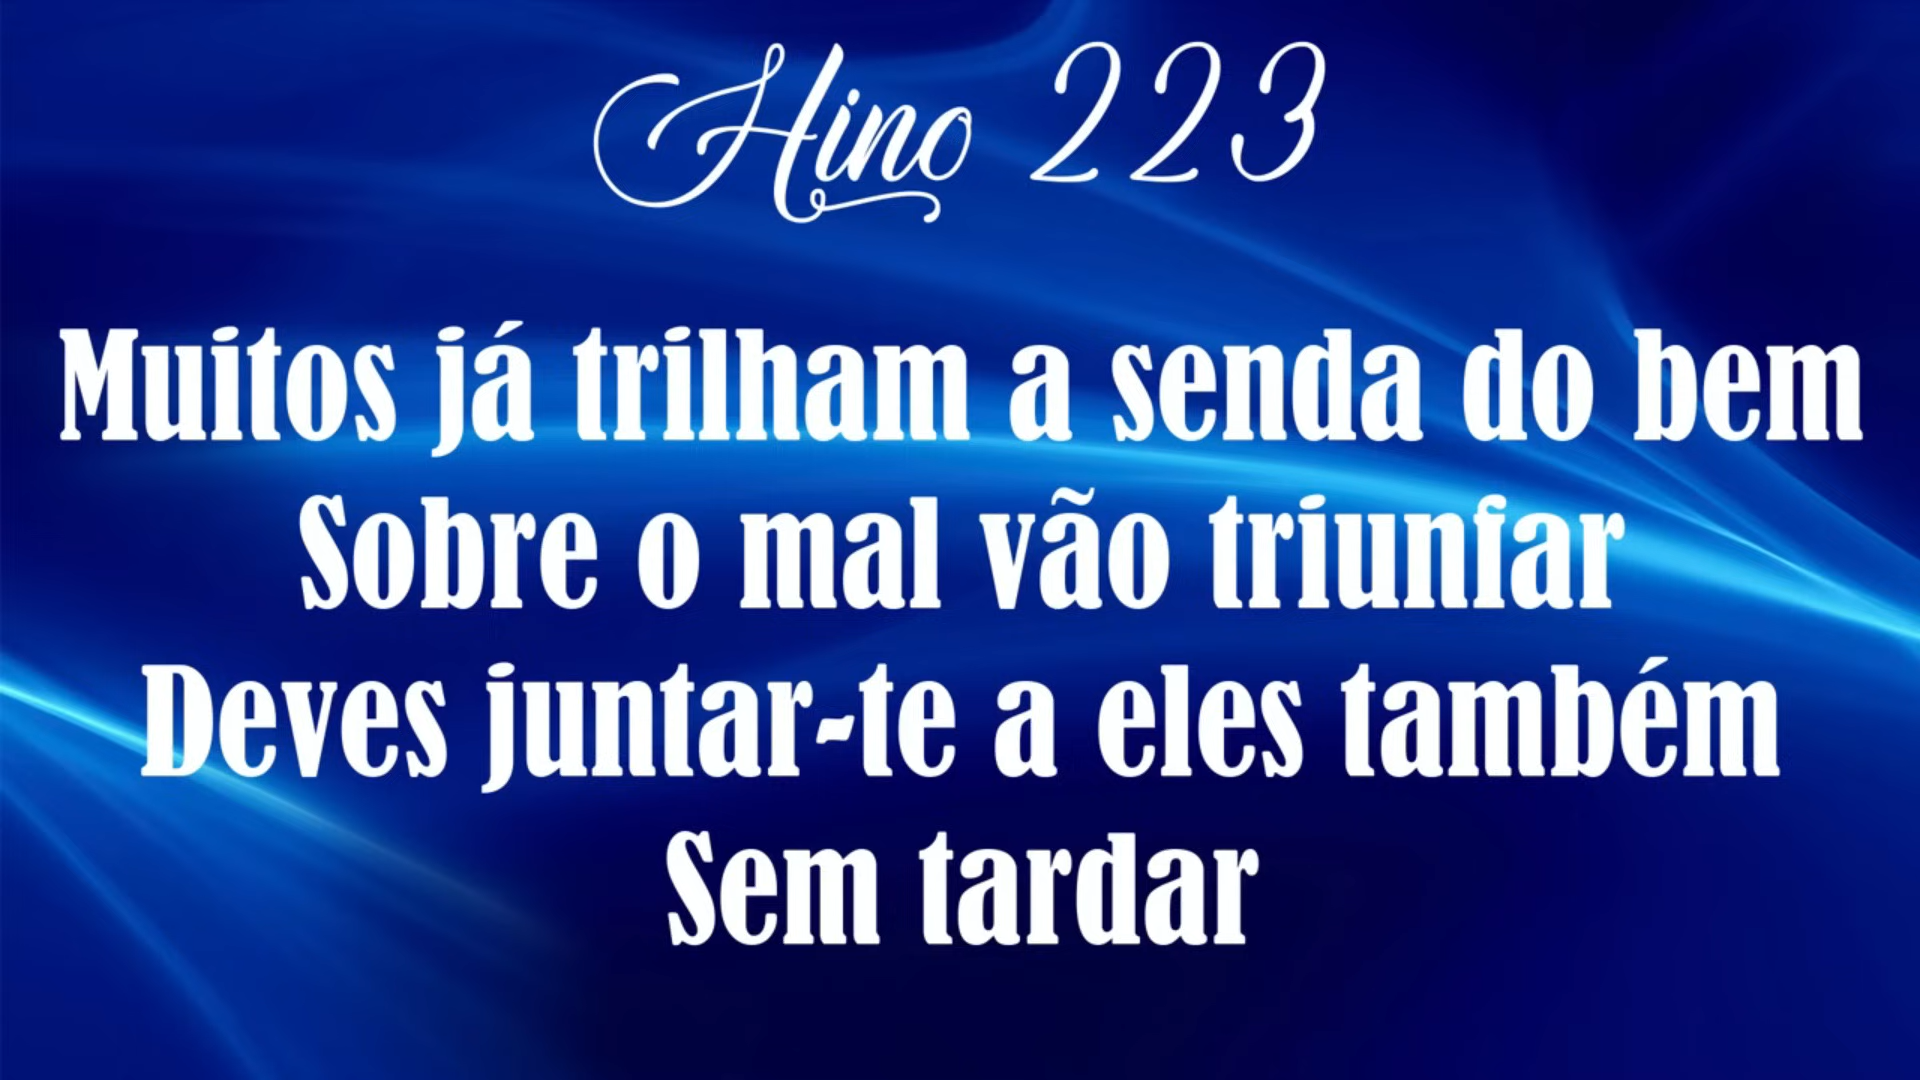 Hino 223
Muitos já trilham a senda do bem
Sobre o mal vão triunfar
Deves juntar-te a eles também
Sem tardar